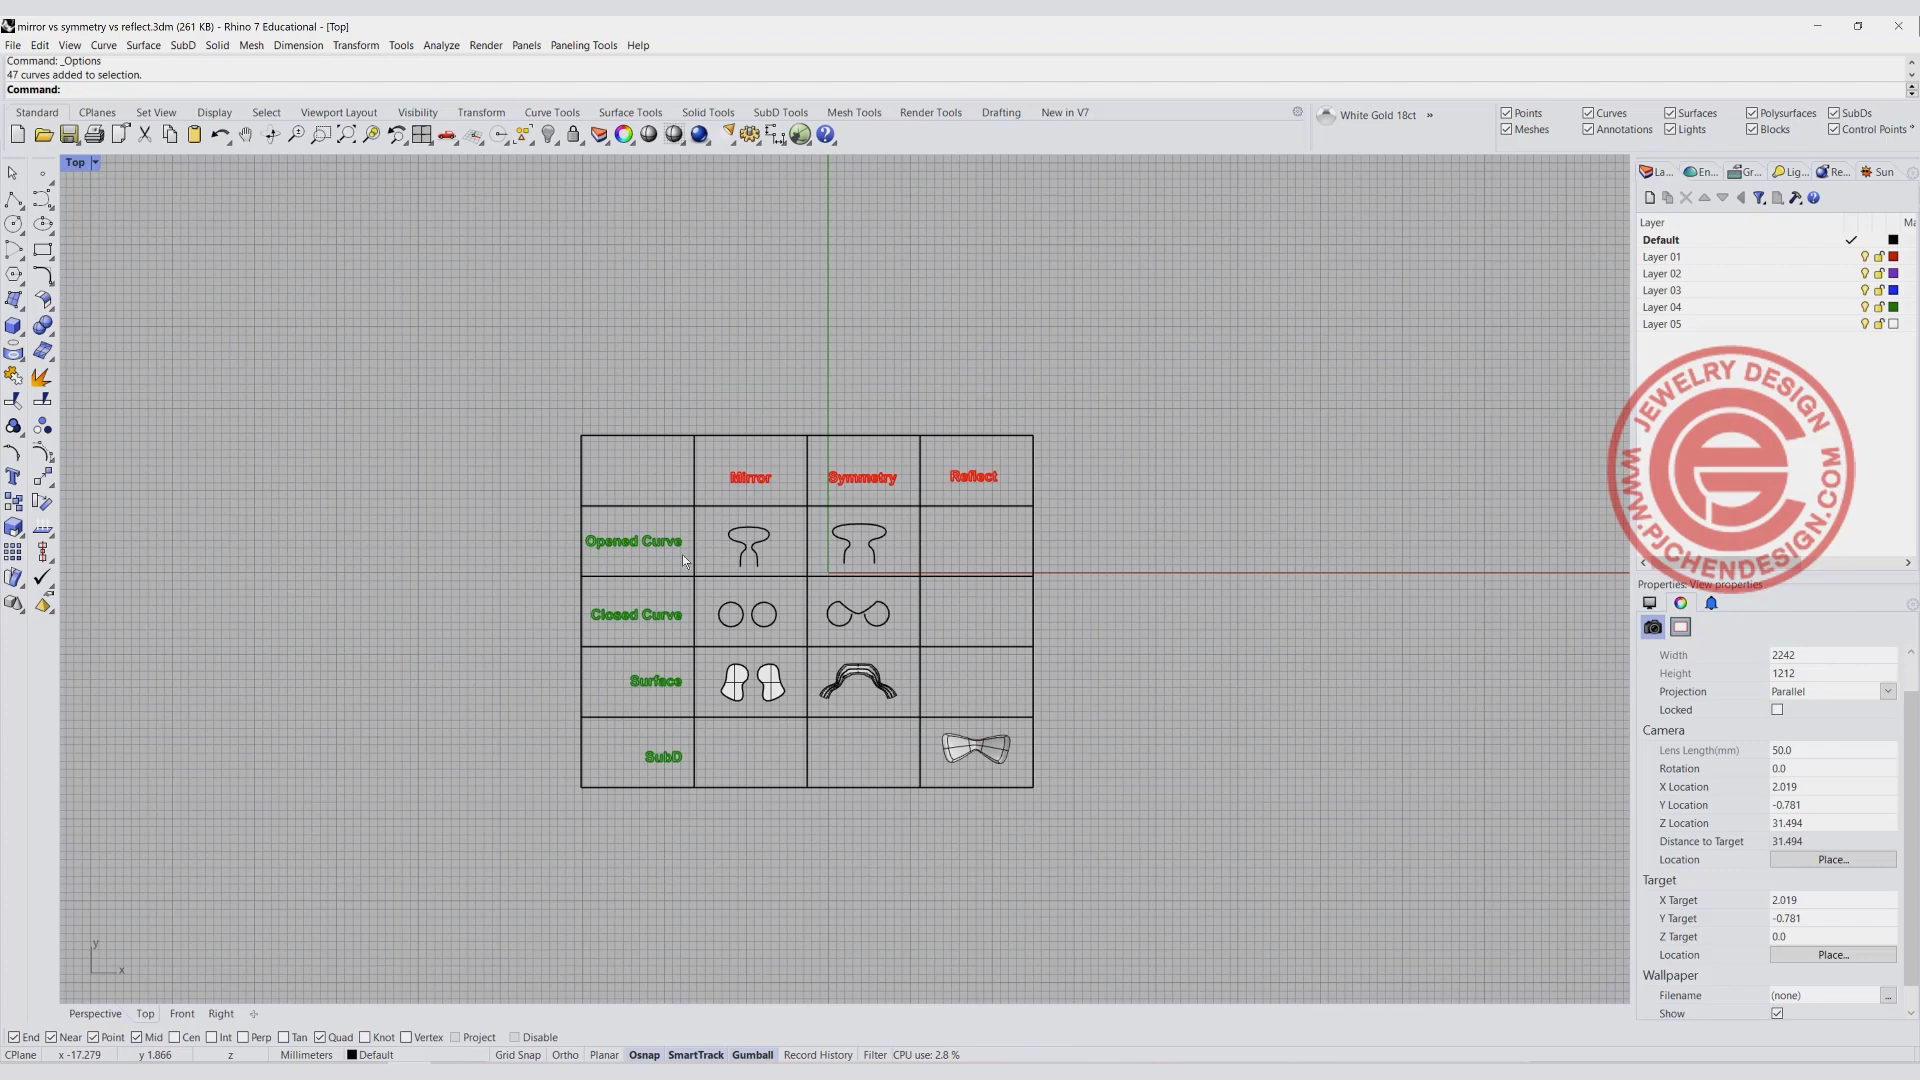 mirror vs symmetry vs reflect.3dm (261 KB) - Rhino 7 Educational - [Top]
File Edit View Curve Surface SubD Solid Mesh Dimension Transform Tools Analyze Render Panels Paneling Tools Help
Command: _Options
47 curves added to selection.
Command:
Standard CPlanes Set View Display Select Viewport Layout Visibility Transform Curve Tools Surface Tools Solid Tools SubD Tools Mesh Tools Render Tools Drafting New in V7
White Gold 18ct »
Points Curves Surfaces Polysurfaces SubDs
Meshes Annotations Lights Blocks Control Points "
Top
La... En... Gr... Lig... Re... Sun
Layer Ma
Default
Layer 01
Layer 02
Layer 03
Layer 04
Layer 05
JEWELRY DESIGN
WWW.PJCHENDESIGN.COM
Mirror Symmetry Reflect
Opened Curve
Closed Curve
Surface
SubD
Properties: View properties
Width 2242
Height 1212
Projection Parallel
Locked
Camera
Lens Length(mm) 50.0
Rotation 0.0
X Location 2.019
Y Location -0.781
Z Location 31.494
Distance to Target 31.494
Location Place...
Target
X Target 2.019
Y Target -0.781
Z Target 0.0
Location Place...
Wallpaper
Filename (none) ...
Show
y
x
Perspective Top Front Right
End Near Point Mid Cen Int Perp Tan Quad Knot Vertex Project Disable
CPlane x -17.279 y 1.866 z Millimeters Default Grid Snap Ortho Planar Osnap SmartTrack Gumball Record History Filter CPU use: 2.8 %